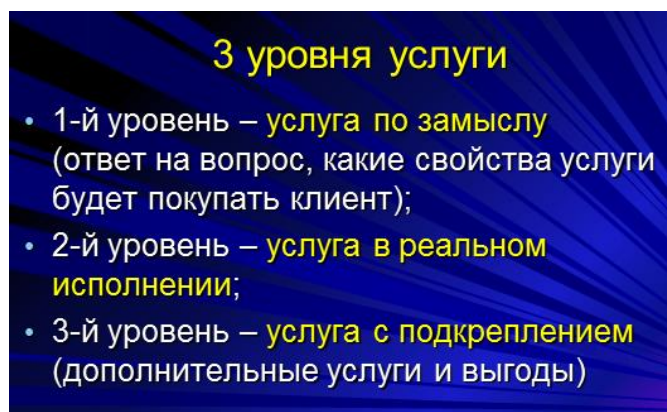 3 уровня услуги
• 1-й уровень – услуга по замыслу
(ответ на вопрос, какие свойства услуги
будет покупать клиент);
• 2-й уровень – услуга в реальном
исполнении;
• 3-й уровень – услуга с подкреплением
(дополнительные услуги и выгоды)